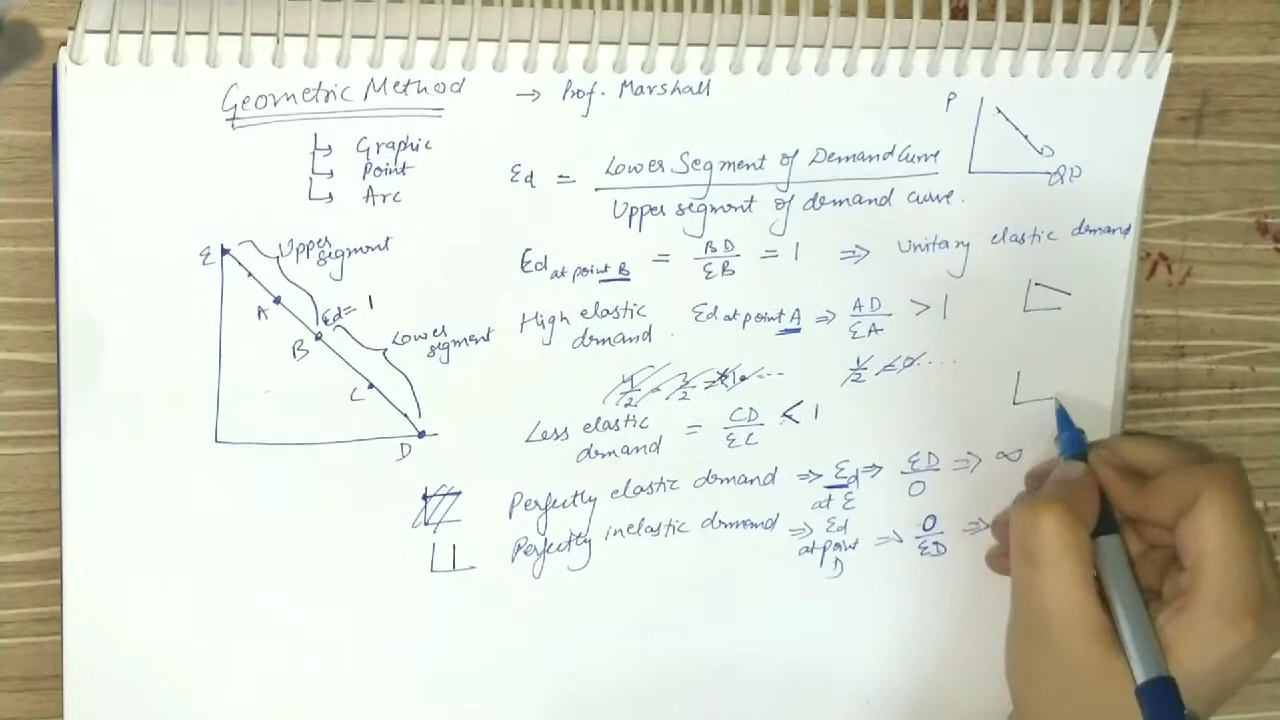 Geometric Method → Prof. Marshall
Graphic
Point
Arc
Ed = Lower Segment of Demand Curve / Upper segment of demand curve.
P
QD
E
Upper segment
A
Ed = 1
B
Lower segment
C
D
Ed at point B = BD / EB = 1 ⇒ Unitary elastic demand
High elastic demand. Ed at point A ⇒ AD / EA > 1
Less elastic demand = CD / EC < 1
Perfectly elastic demand ⇒ Ed at E ⇒ ED / 0 ⇒ ∞
Perfectly inelastic demand ⇒ Ed at point D ⇒ 0 / ED ⇒